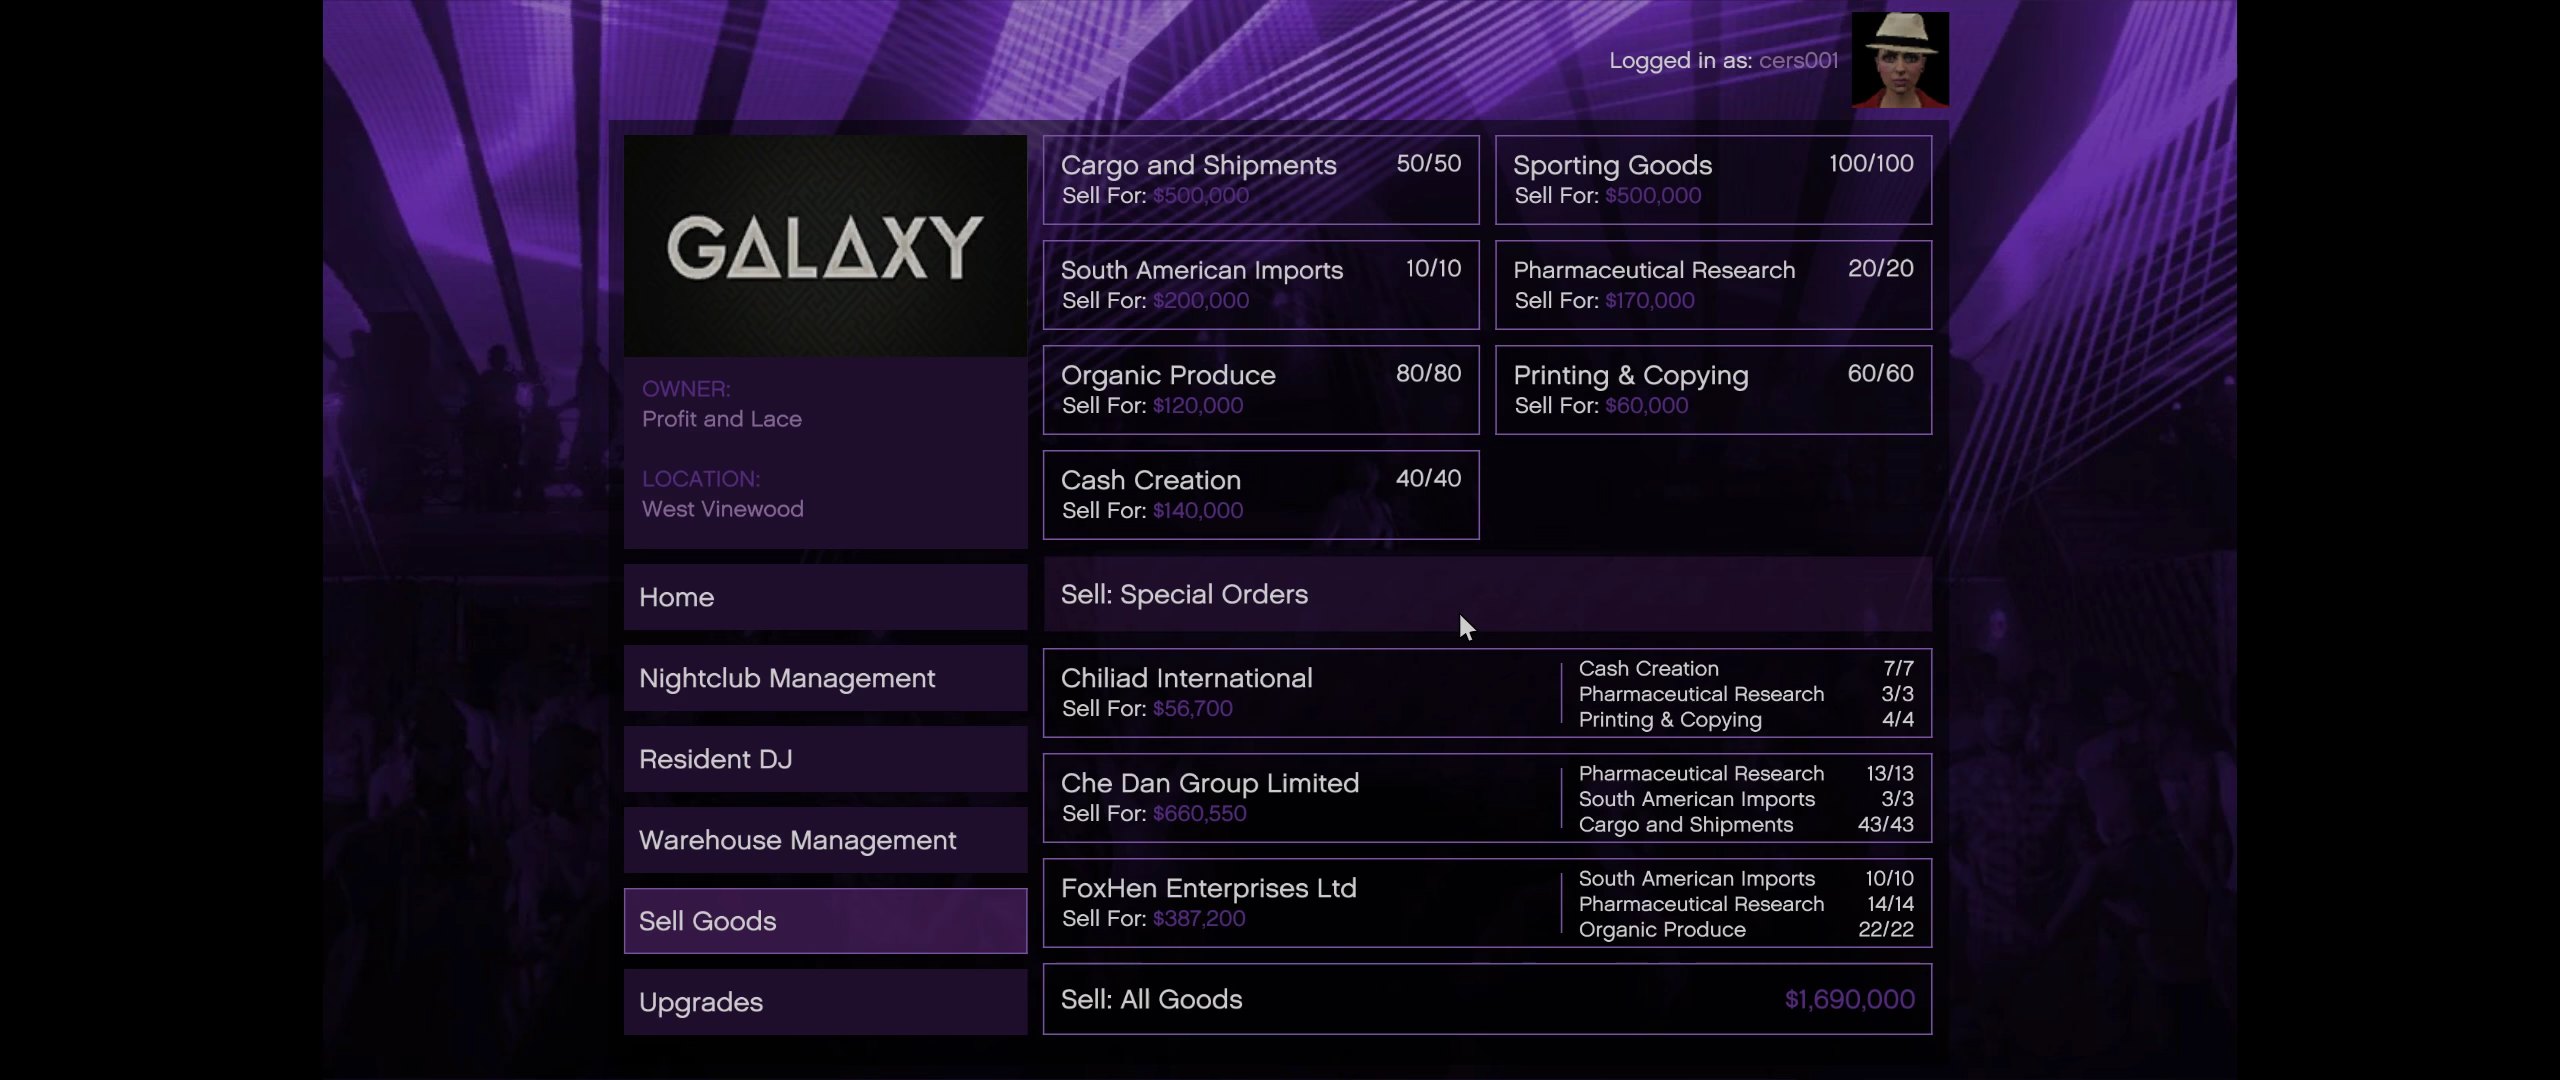 Logged in as: cers001
GALAXY
OWNER:
Profit and Lace
LOCATION:
West Vinewood
Home
Nightclub Management
Resident DJ
Warehouse Management
Sell Goods
Upgrades
Cargo and Shipments 50/50
Sell For: $500,000
Sporting Goods 100/100
Sell For: $500,000
South American Imports 10/10
Sell For: $200,000
Pharmaceutical Research 20/20
Sell For: $170,000
Organic Produce 80/80
Sell For: $120,000
Printing & Copying 60/60
Sell For: $60,000
Cash Creation 40/40
Sell For: $140,000
Sell: Special Orders
Chiliad International
Sell For: $56,700
Cash Creation 7/7
Pharmaceutical Research 3/3
Printing & Copying 4/4
Che Dan Group Limited
Sell For: $660,550
Pharmaceutical Research 13/13
South American Imports 3/3
Cargo and Shipments 43/43
FoxHen Enterprises Ltd
Sell For: $387,200
South American Imports 10/10
Pharmaceutical Research 14/14
Organic Produce 22/22
Sell: All Goods $1,690,000